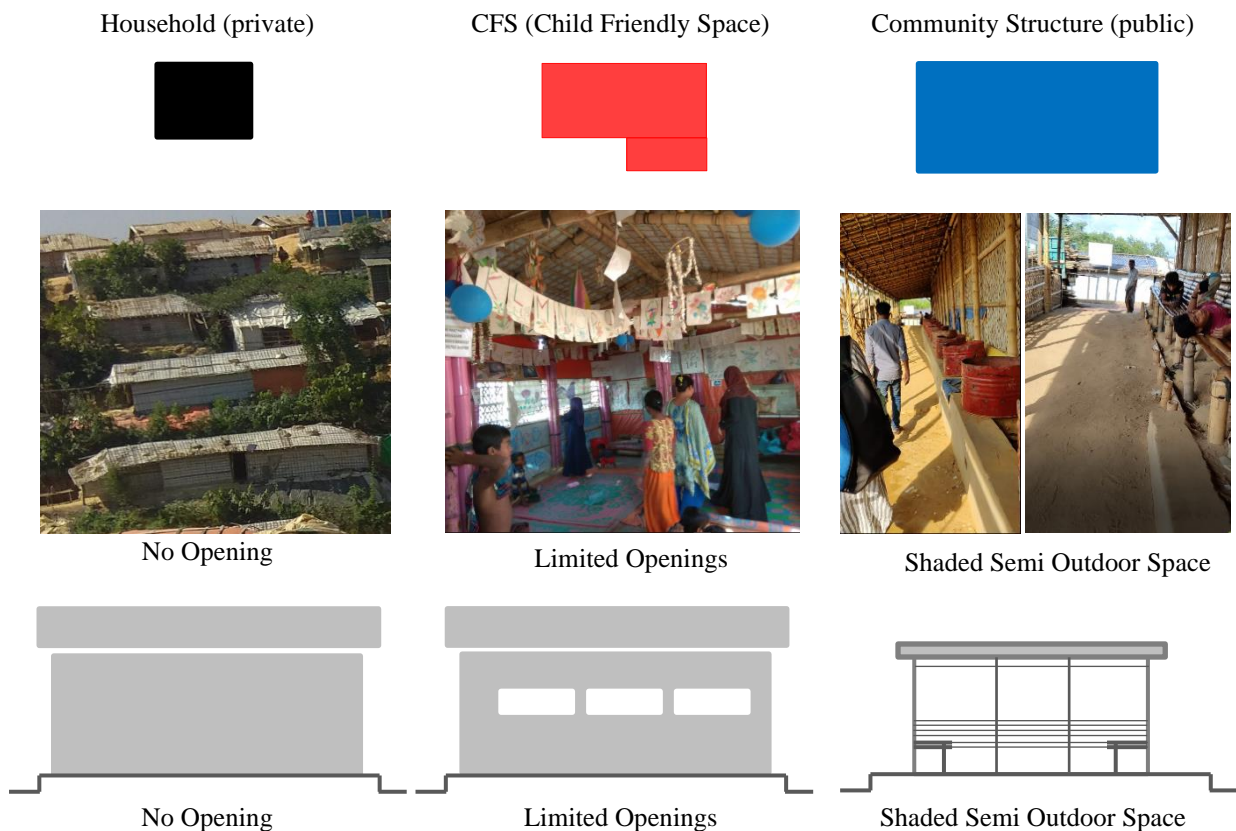 Household (private)
CFS (Child Friendly Space)
Community Structure (public)
No Opening
Limited Openings
Shaded Semi Outdoor Space
No Opening
Limited Openings
Shaded Semi Outdoor Space